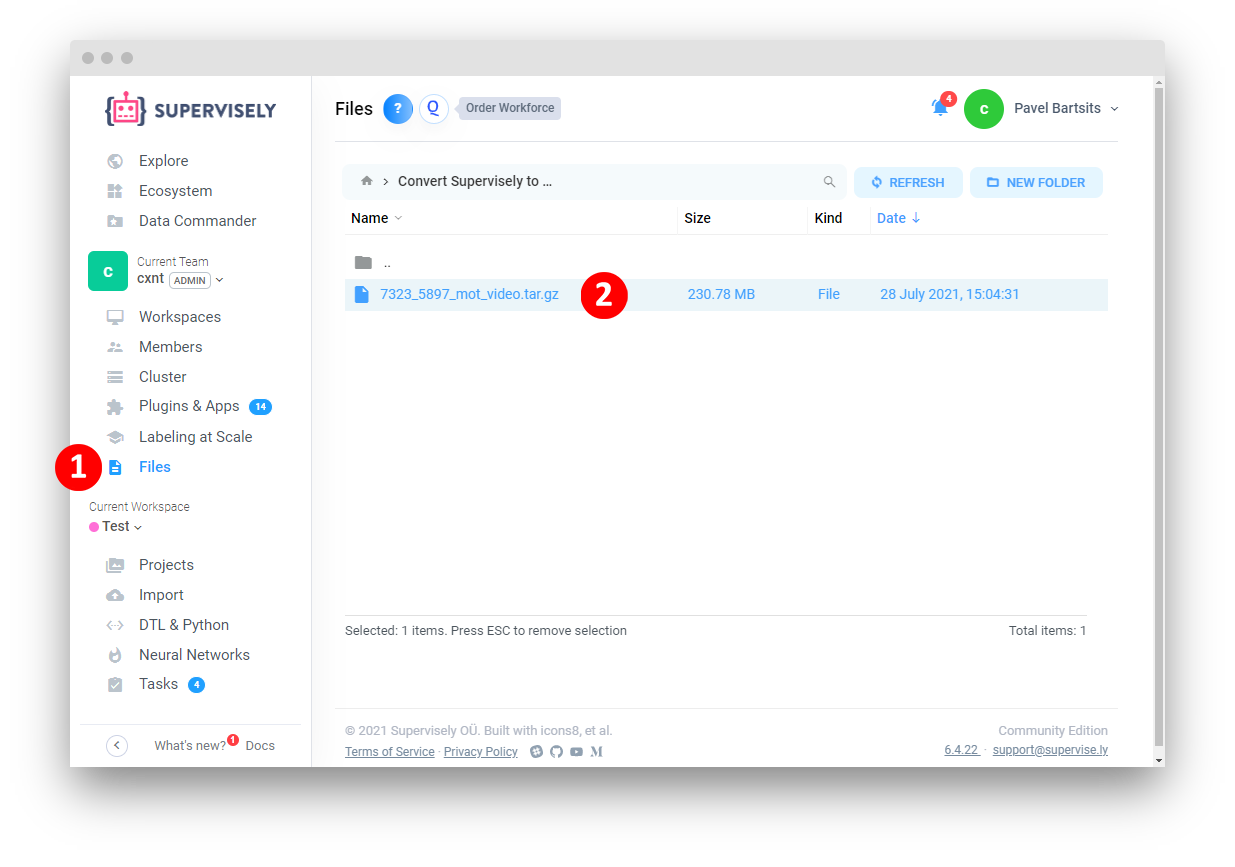 SUPERVISELY
Explore
Ecosystem
Data Commander
C
Current Team
cxnt ADMIN
Workspaces
Members
Cluster
Plugins & Apps 14
Labeling at Scale
1
Files
Current Workspace
Test
Projects
Import
DTL & Python
Neural Networks
Tasks 4
What's new? 1 Docs
Files ? Q Order Workforce
4 C Pavel Bartsits
› Convert Supervisely to ...
REFRESH
NEW FOLDER
Name Size Kind Date ↓
..
7323_5897_mot_video.tar.gz 2 230.78 MB File 28 July 2021, 15:04:31
Selected: 1 items. Press ESC to remove selection Total items: 1
© 2021 Supervisely OÜ. Built with icons8, et al. Community Edition
Terms of Service · Privacy Policy 6.4.22 · support@supervise.ly